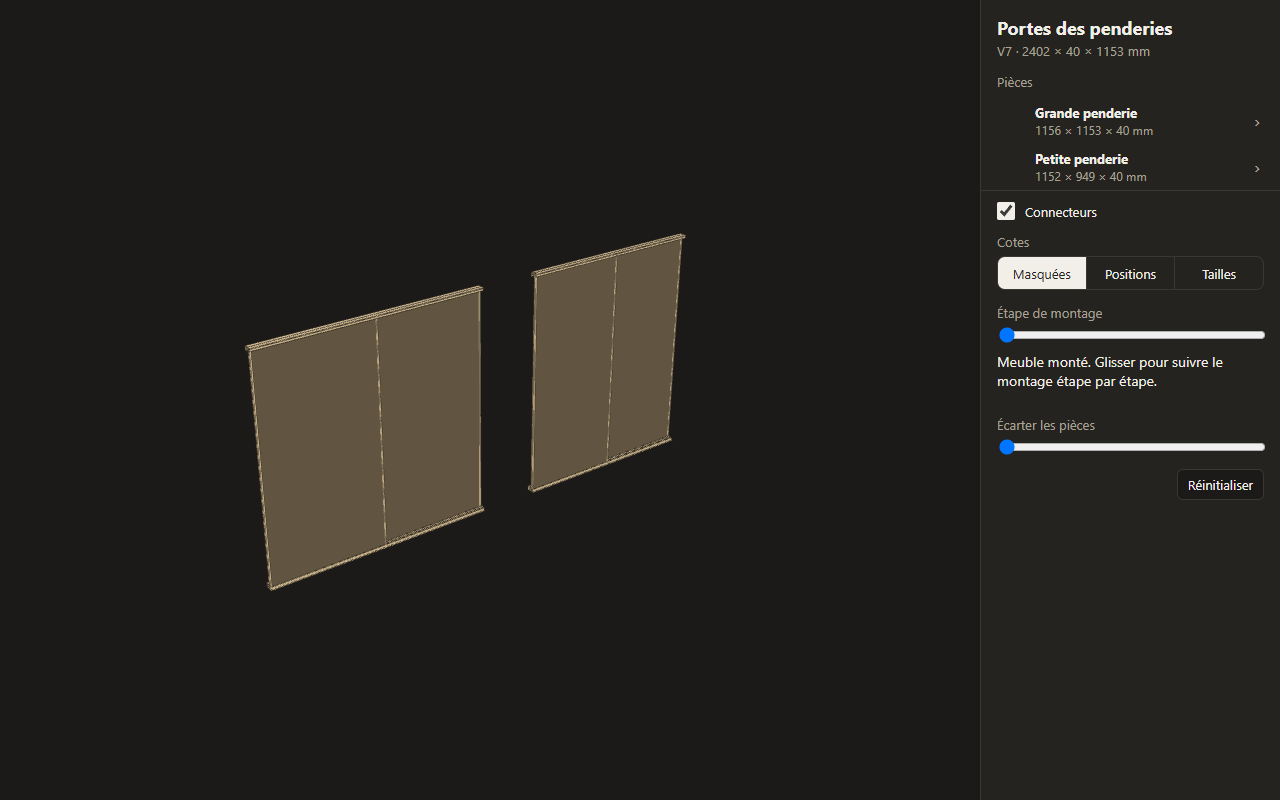 Portes des penderies
V7 · 2402 × 40 × 1153 mm
Pièces
Grande penderie
1156 × 1153 × 40 mm
›
Petite penderie
1152 × 949 × 40 mm
›
Connecteurs
Cotes
Masquées Positions Tailles
Étape de montage
Meuble monté. Glisser pour suivre le
montage étape par étape.
Écarter les pièces
Réinitialiser